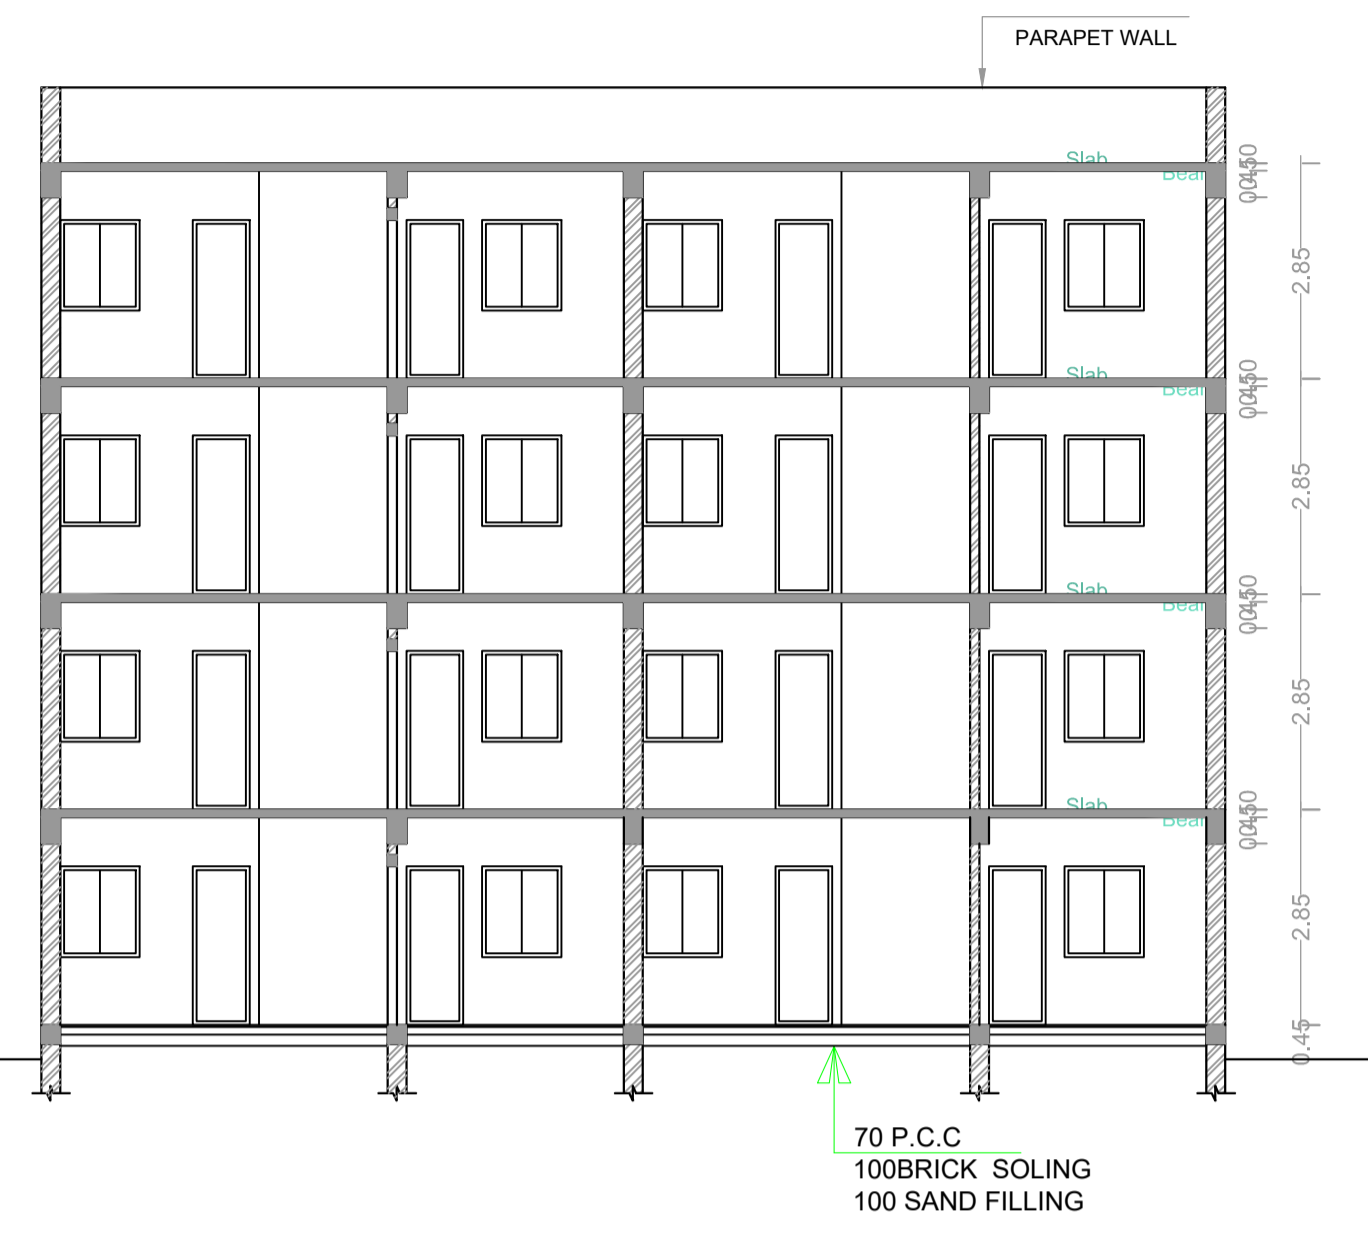 PARAPET WALL
Slab
2.85
Slab
2.85
Slab
2.85
Slab
2.85
0.45
70 P.C.C
100BRICK  SOLING
100 SAND FILLING